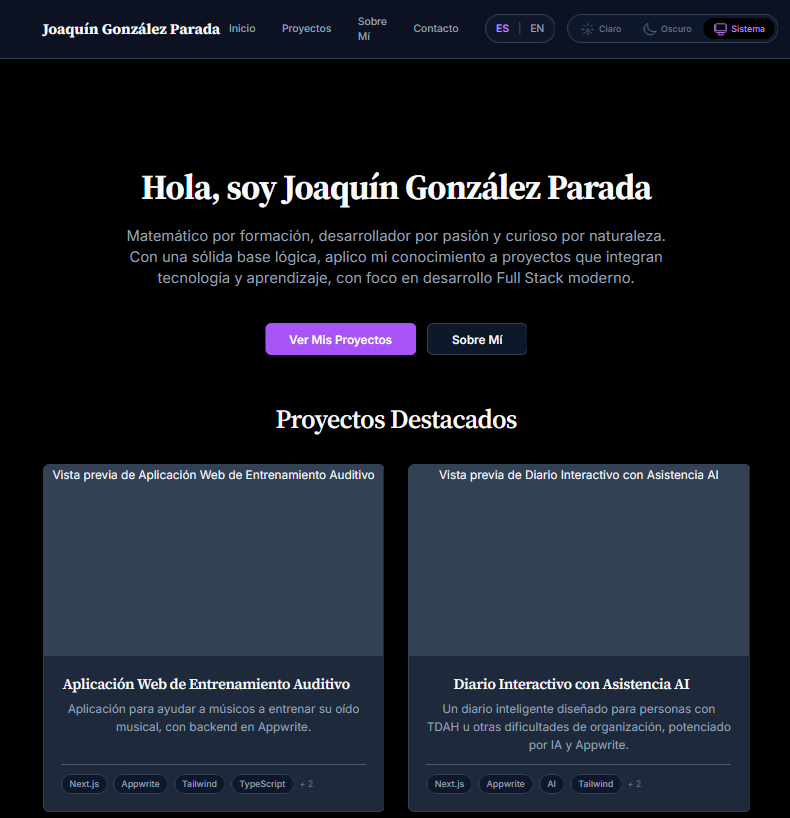 Joaquín González Parada
Inicio
Proyectos
Sobre
Mí
Contacto
ES | EN
Claro
Oscuro
Sistema
Hola, soy Joaquín González Parada
Matemático por formación, desarrollador por pasión y curioso por naturaleza.
Con una sólida base lógica, aplico mi conocimiento a proyectos que integran
tecnología y aprendizaje, con foco en desarrollo Full Stack moderno.
Ver Mis Proyectos
Sobre Mí
Proyectos Destacados
Vista previa de Aplicación Web de Entrenamiento Auditivo
Aplicación Web de Entrenamiento Auditivo
Aplicación para ayudar a músicos a entrenar su oído
musical, con backend en Appwrite.
Next.js
Appwrite
Tailwind
TypeScript
+ 2
Vista previa de Diario Interactivo con Asistencia AI
Diario Interactivo con Asistencia AI
Un diario inteligente diseñado para personas con
TDAH u otras dificultades de organización, potenciado
por IA y Appwrite.
Next.js
Appwrite
AI
Tailwind
+ 2